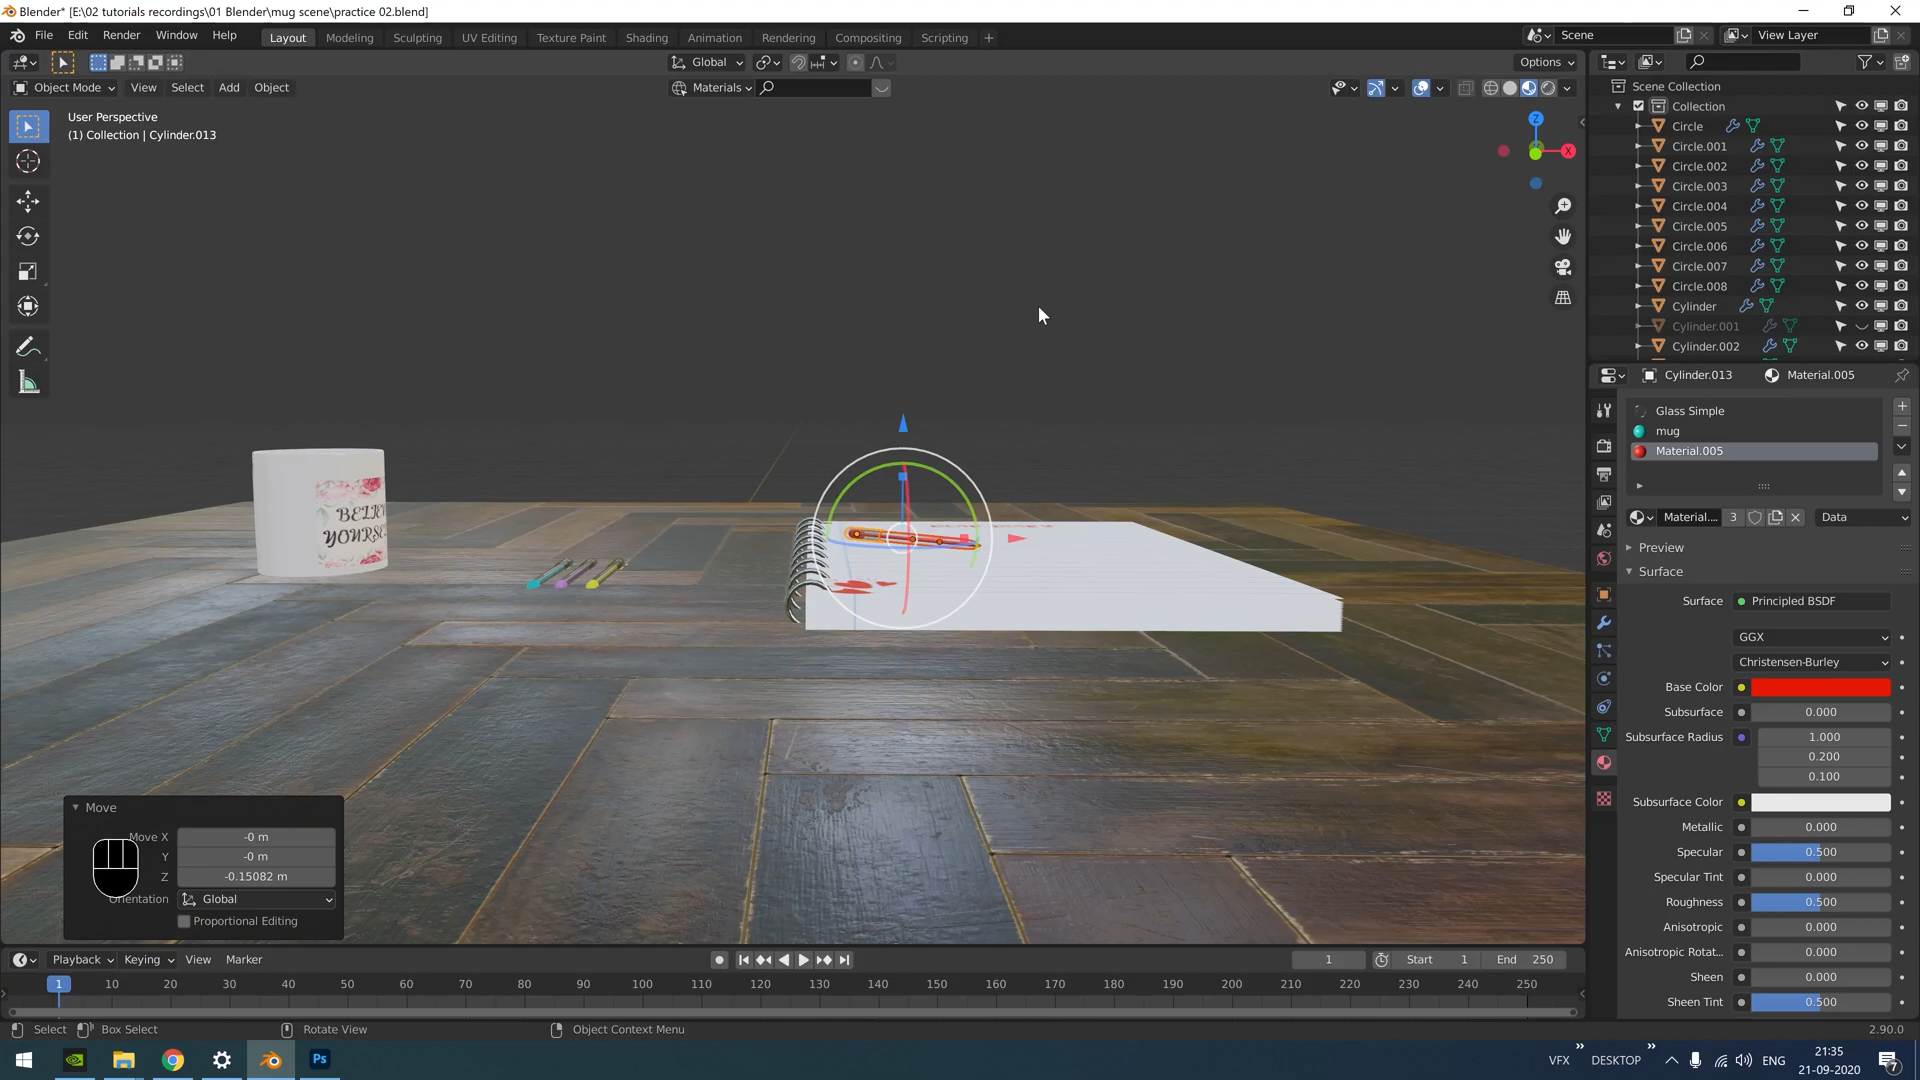 Blender* [E:\02 tutorials recordings\01 Blender\mug scene\practice 02.blend]
File Edit Render Window Help
Layout Modeling Sculpting UV Editing Texture Paint Shading Animation Rendering Compositing Scripting
Scene
View Layer
Global
Options
Object Mode View Select Add Object
Materials
User Perspective
(1) Collection | Cylinder.013
Z
X
Scene Collection
Collection
Circle
Circle.001
Circle.002
Circle.003
Circle.004
Circle.005
Circle.006
Circle.007
Circle.008
Cylinder
Cylinder.001
Cylinder.002
Cylinder.013 Material.005
Glass Simple
mug
Material.005
Material.... 3 Data
Preview
Surface
Surface Principled BSDF
GGX
Christensen-Burley
Base Color
Subsurface 0.000
Subsurface Radius 1.000
0.200
0.100
Subsurface Color
Metallic 0.000
Specular 0.500
Specular Tint 0.000
Roughness 0.500
Anisotropic 0.000
Anisotropic Rotat... 0.000
Sheen 0.000
Sheen Tint 0.500
YOURSE
Move
Move X -0 m
Y -0 m
Z -0.15082 m
Orientation Global
Proportional Editing
Playback Keying View Marker
1 Start 1 End 250
1 10 20 30 40 50 60 70 80 90 100 110 120 130 140 150 160 170 180 190 200 210 220 230 240 250
Select Box Select Rotate View Object Context Menu
2.90.0
Ps
VFX DESKTOP ENG
21:35
21-09-2020
7